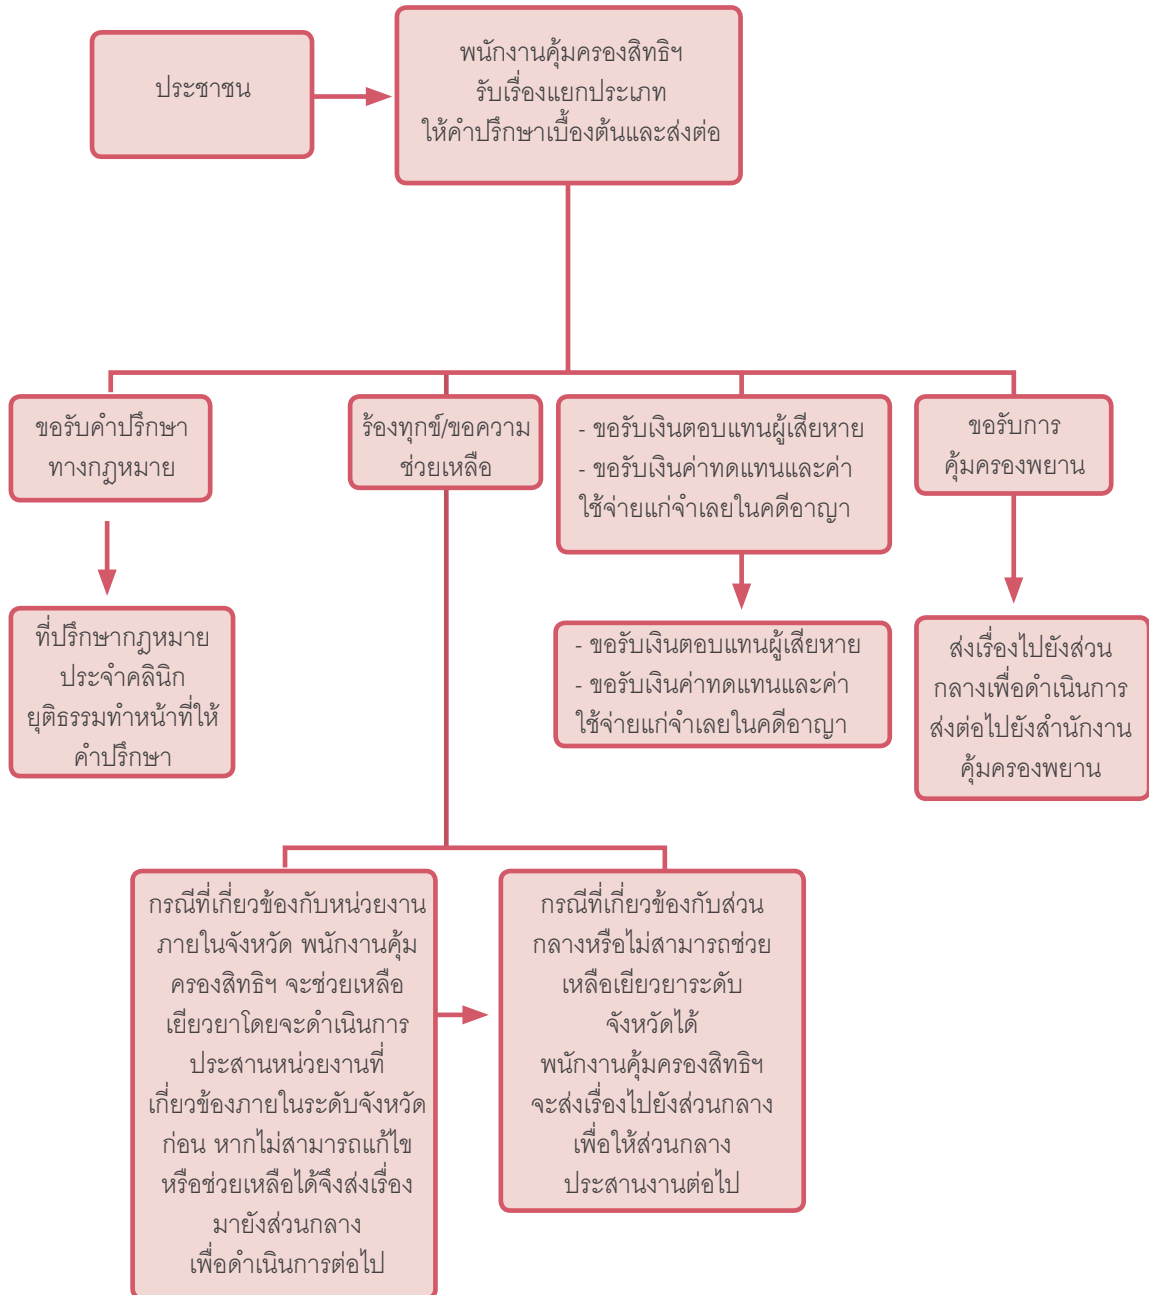 ประชาชน
พนักงานคุ้มครองสิทธิฯ
รับเรื่องแยกประเภท
ให้คำปรึกษาเบื้องต้นและส่งต่อ
ขอรับคำปรึกษา
ทางกฎหมาย
ร้องทุกข์/ขอความ
ช่วยเหลือ
- ขอรับเงินตอบแทนผู้เสียหาย
- ขอรับเงินค่าทดแทนและค่า
ใช้จ่ายแก่จำเลยในคดีอาญา
ขอรับการ
คุ้มครองพยาน
ที่ปรึกษากฎหมาย
ประจำคลินิก
ยุติธรรมทำหน้าที่ให้
คำปรึกษา
- ขอรับเงินตอบแทนผู้เสียหาย
- ขอรับเงินค่าทดแทนและค่า
ใช้จ่ายแก่จำเลยในคดีอาญา
ส่งเรื่องไปยังส่วน
กลางเพื่อดำเนินการ
ส่งต่อไปยังสำนักงาน
คุ้มครองพยาน
กรณีที่เกี่ยวข้องกับหน่วยงาน
ภายในจังหวัด พนักงานคุ้ม
ครองสิทธิฯ จะช่วยเหลือ
เยียวยาโดยจะดำเนินการ
ประสานหน่วยงานที่
เกี่ยวข้องภายในระดับจังหวัด
ก่อน หากไม่สามารถแก้ไข
หรือช่วยเหลือได้จึงส่งเรื่อง
มายังส่วนกลาง
เพื่อดำเนินการต่อไป
กรณีที่เกี่ยวข้องกับส่วน
กลางหรือไม่สามารถช่วย
เหลือเยียวยาระดับ
จังหวัดได้
พนักงานคุ้มครองสิทธิฯ
จะส่งเรื่องไปยังส่วนกลาง
เพื่อให้ส่วนกลาง
ประสานงานต่อไป